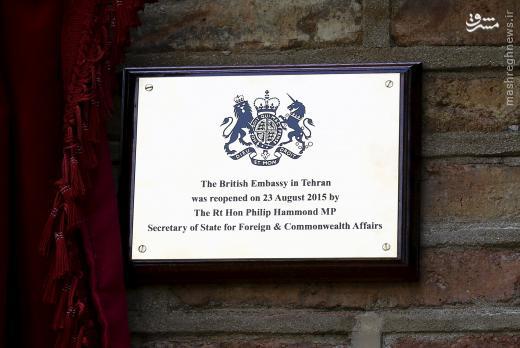 مشرق
mashreghnews.ir
DIEU ET MON DROIT
The British Embassy in Tehran
was reopened on 23 August 2015 by
The Rt Hon Philip Hammond MP
Secretary of State for Foreign & Commonwealth Affairs